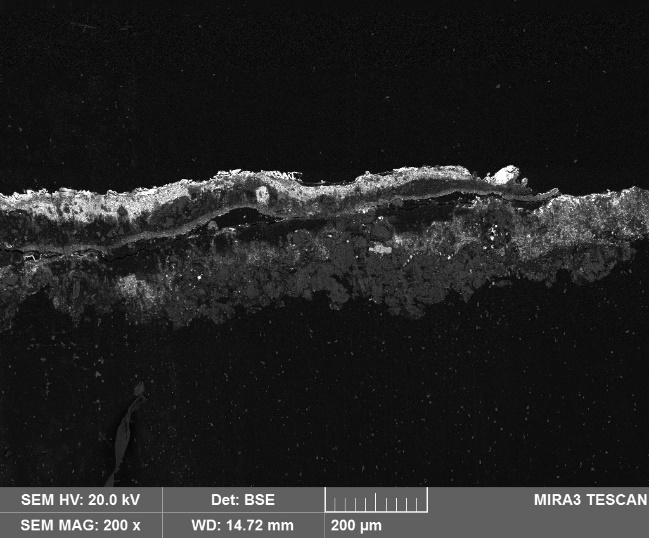 SEM HV: 20.0 kV Det: BSE MIRA3 TESCAN
SEM MAG: 200 x WD: 14.72 mm 200 µm